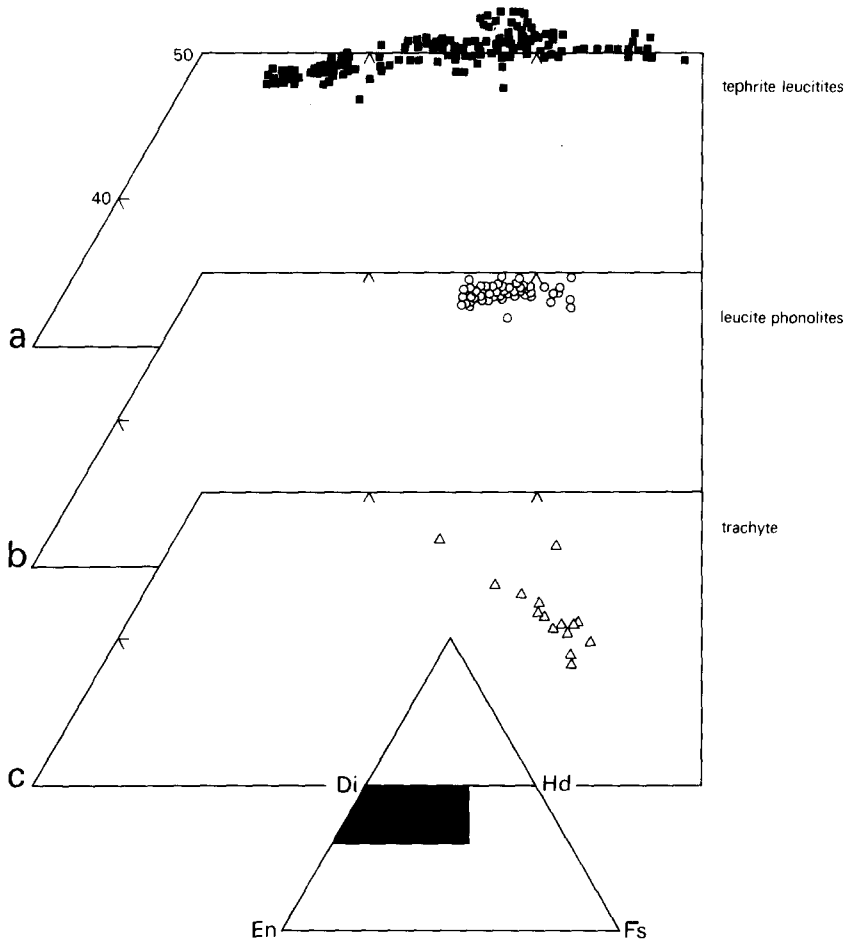 50
tephrite leucitites
40
a
leucite phonolites
b
trachyte
c
Di
Hd
En
Fs